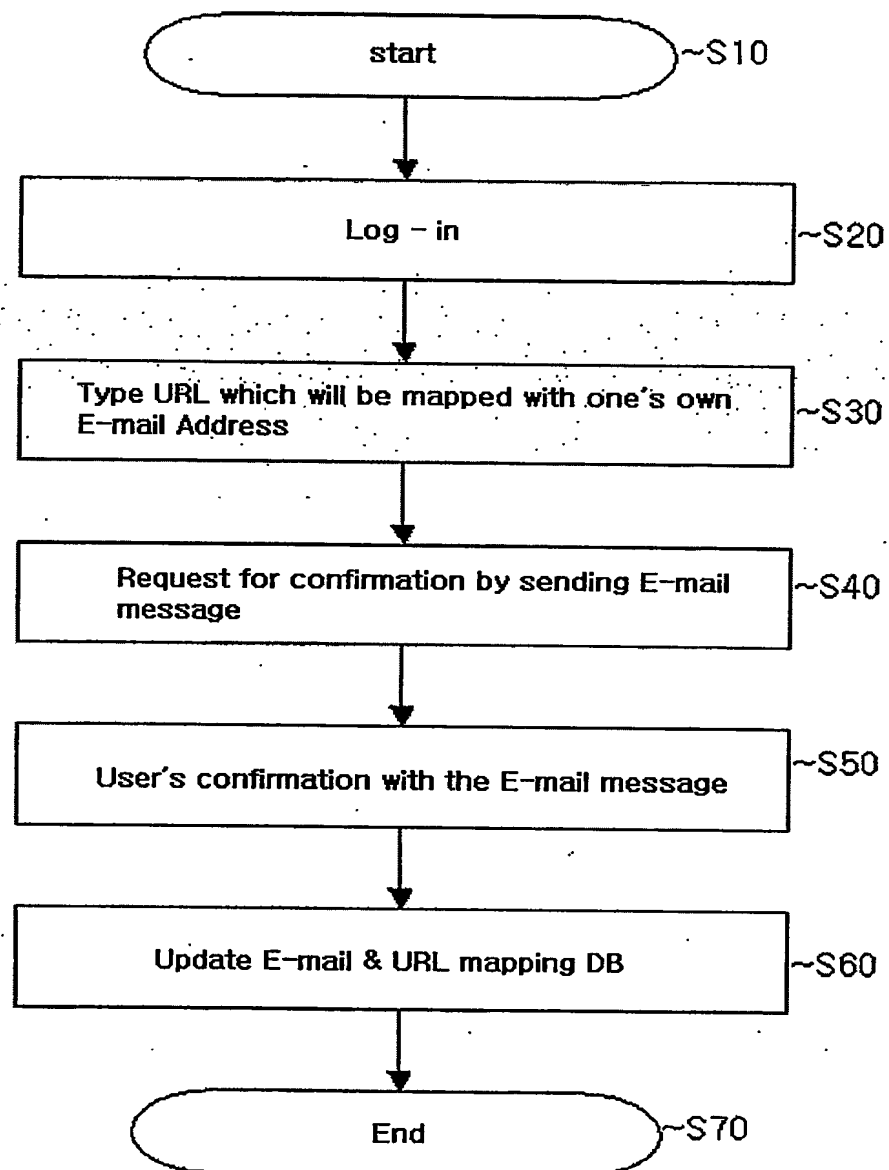 start
~S10
Log - in
~S20
Type URL which will be mapped with one's own
E-mail Address
~S30
Request for confirmation by sending E-mail
message
~S40
User's confirmation with the E-mail message
~S50
Update E-mail & URL mapping DB
~S60
End
~S70